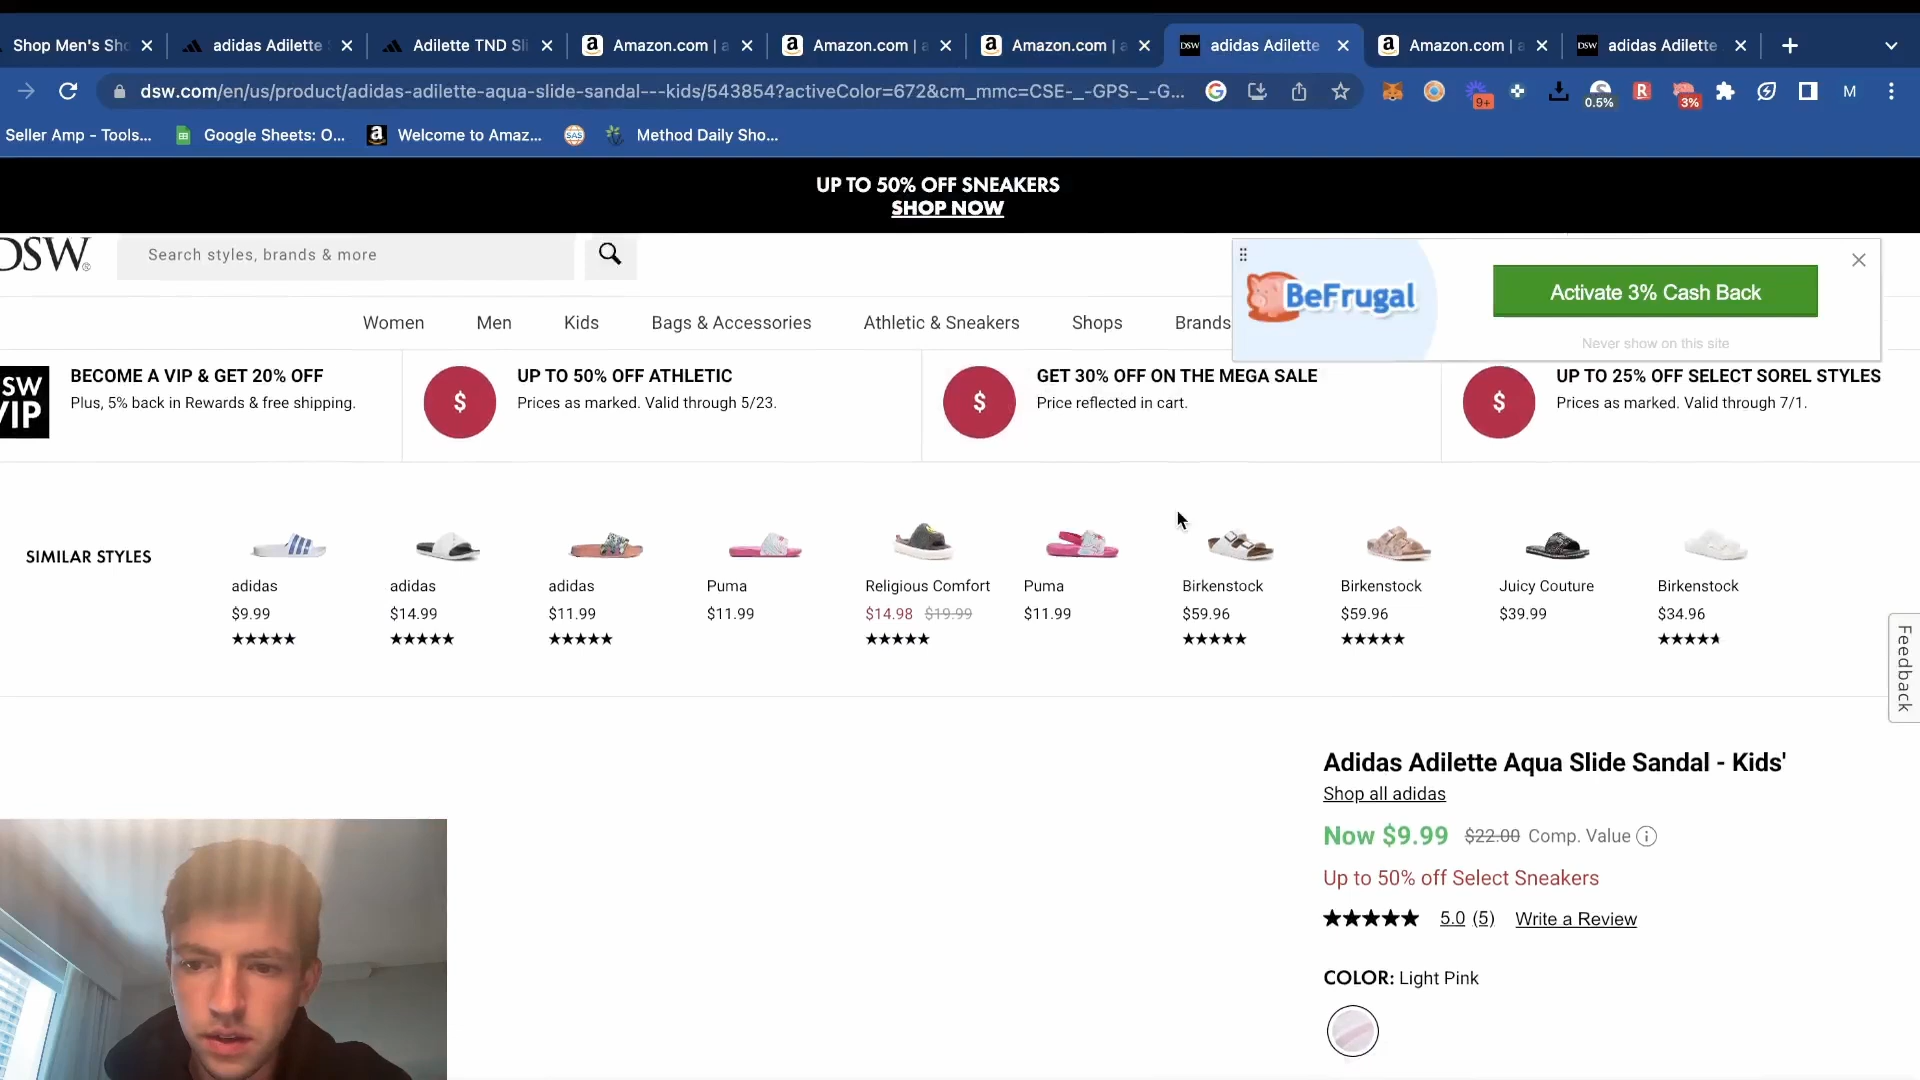 Shop Men's Sho
adidas Adilette
Adilette TND Sli
Amazon.com | a
Amazon.com | a
Amazon.com | a
DSW
adidas Adilette
Amazon.com | a
DSW
adidas Adilette
dsw.com/en/us/product/adidas-adilette-aqua-slide-sandal---kids/543854?activeColor=672&cm_mmc=CSE-_-GPS-_-G...
9+
0.5%
R
3%
M
Seller Amp - Tools...
Google Sheets: O...
Welcome to Amaz...
SAS
Method Daily Sho...
UP TO 50% OFF SNEAKERS
SHOP NOW
DSW®
Search styles, brands & more
BeFrugal
Activate 3% Cash Back
Never show on this site
Women
Men
Kids
Bags & Accessories
Athletic & Sneakers
Shops
Brands
SW
VIP
BECOME A VIP & GET 20% OFF
Plus, 5% back in Rewards & free shipping.
$
UP TO 50% OFF ATHLETIC
Prices as marked. Valid through 5/23.
$
GET 30% OFF ON THE MEGA SALE
Price reflected in cart.
$
UP TO 25% OFF SELECT SOREL STYLES
Prices as marked. Valid through 7/1.
SIMILAR STYLES
adidas
$9.99
adidas
$14.99
adidas
$11.99
Puma
$11.99
Religious Comfort
$14.98 $19.99
Puma
$11.99
Birkenstock
$59.96
Birkenstock
$59.96
Juicy Couture
$39.99
Birkenstock
$34.96
Feedback
Adidas Adilette Aqua Slide Sandal - Kids'
Shop all adidas
Now $9.99 $22.00 Comp. Value
Up to 50% off Select Sneakers
5.0 (5) Write a Review
COLOR: Light Pink